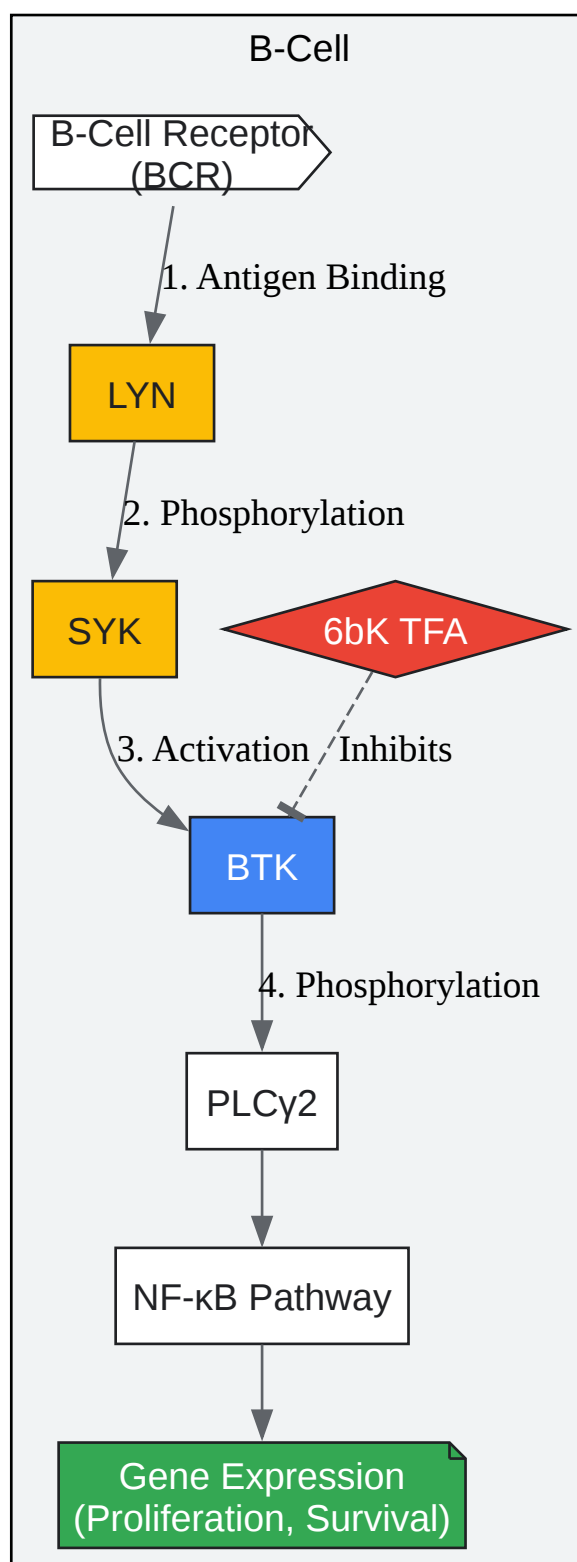 B-Cell
B-Cell Receptor
(BCR)
1. Antigen Binding
LYN
2. Phosphorylation
SYK
6bK TFA
3. Activation
Inhibits
BTK
4. Phosphorylation
PLCγ2
NF-κB Pathway
Gene Expression
(Proliferation, Survival)